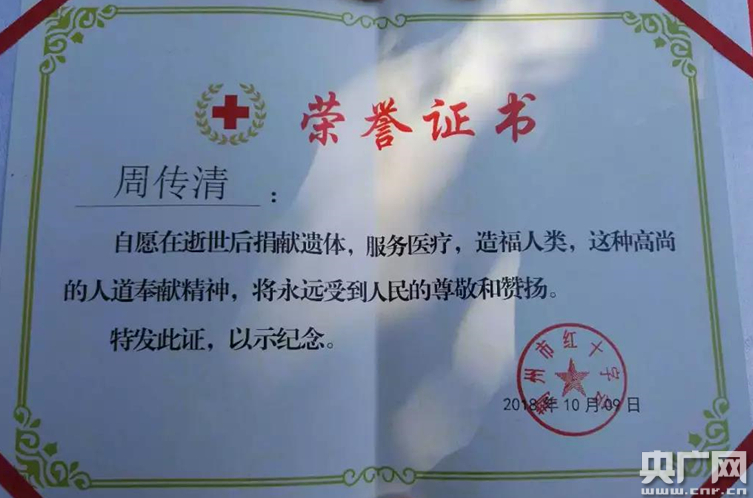 荣誉证书
周传清：
自愿在逝世后捐献遗体，服务医疗，造福人类，这种高尚
的人道奉献精神，将永远受到人民的尊敬和赞扬。
特发此证，以示纪念。
州市红十字会
2018年10月09日
央广网
www.cnr.cn